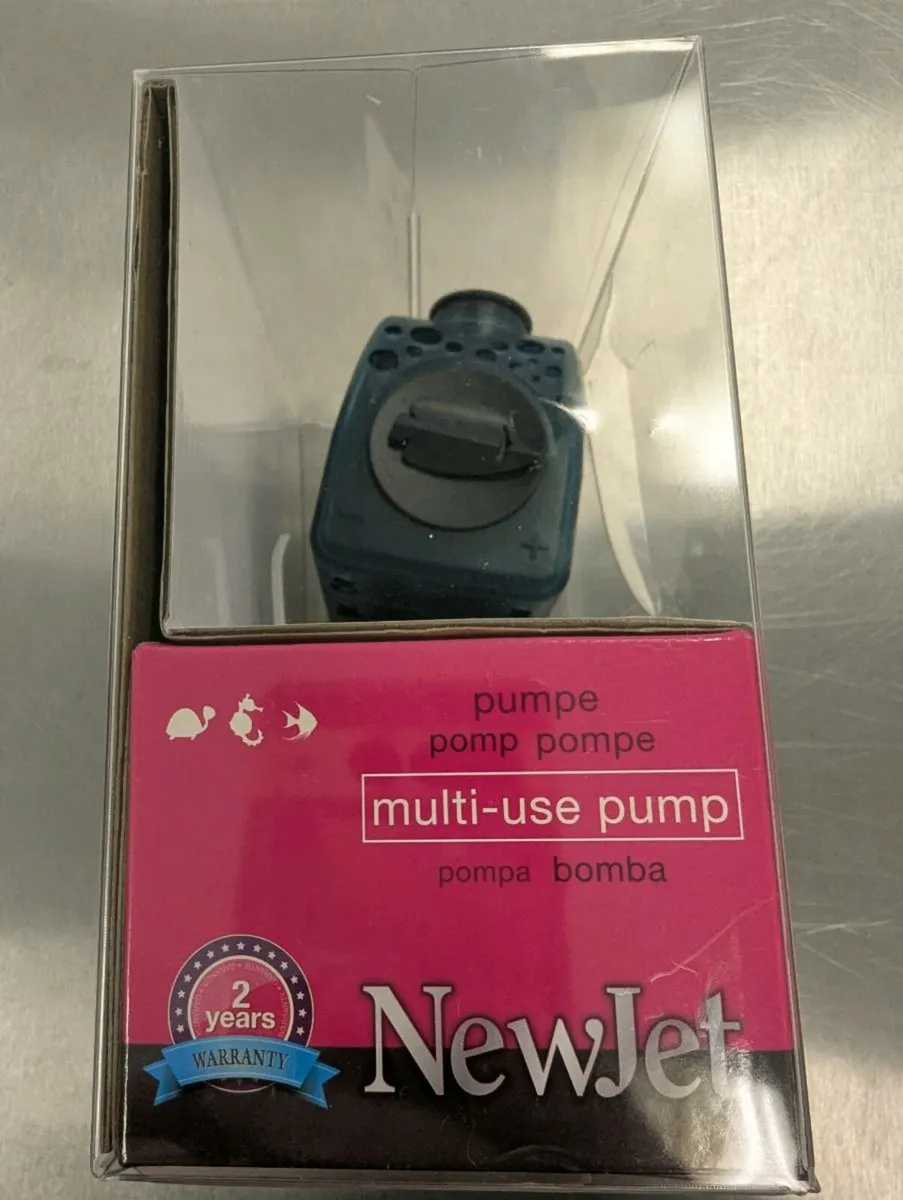 pumpe
pomp pompe
multi-use pump
pompa bomba
2
years
WARRANTY
NewJet